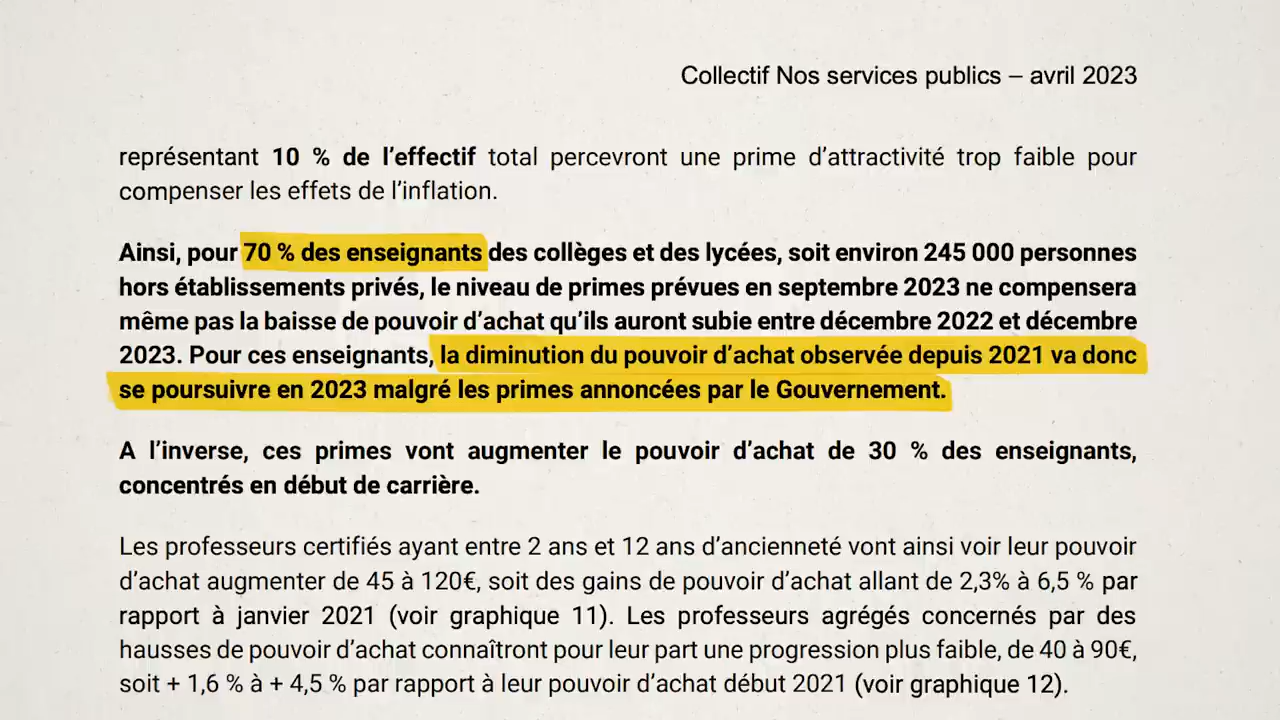 Collectif Nos services publics – avril 2023
représentant 10 % de l’effectif total percevront une prime d’attractivité trop faible pour
compenser les effets de l’inflation.
Ainsi, pour 70 % des enseignants des collèges et des lycées, soit environ 245 000 personnes
hors établissements privés, le niveau de primes prévues en septembre 2023 ne compensera
même pas la baisse de pouvoir d’achat qu’ils auront subie entre décembre 2022 et décembre
2023. Pour ces enseignants, la diminution du pouvoir d’achat observée depuis 2021 va donc
se poursuivre en 2023 malgré les primes annoncées par le Gouvernement.
A l’inverse, ces primes vont augmenter le pouvoir d’achat de 30 % des enseignants,
concentrés en début de carrière.
Les professeurs certifiés ayant entre 2 ans et 12 ans d’ancienneté vont ainsi voir leur pouvoir
d’achat augmenter de 45 à 120€, soit des gains de pouvoir d’achat allant de 2,3% à 6,5 % par
rapport à janvier 2021 (voir graphique 11). Les professeurs agrégés concernés par des
hausses de pouvoir d’achat connaîtront pour leur part une progression plus faible, de 40 à 90€,
soit + 1,6 % à + 4,5 % par rapport à leur pouvoir d’achat début 2021 (voir graphique 12).